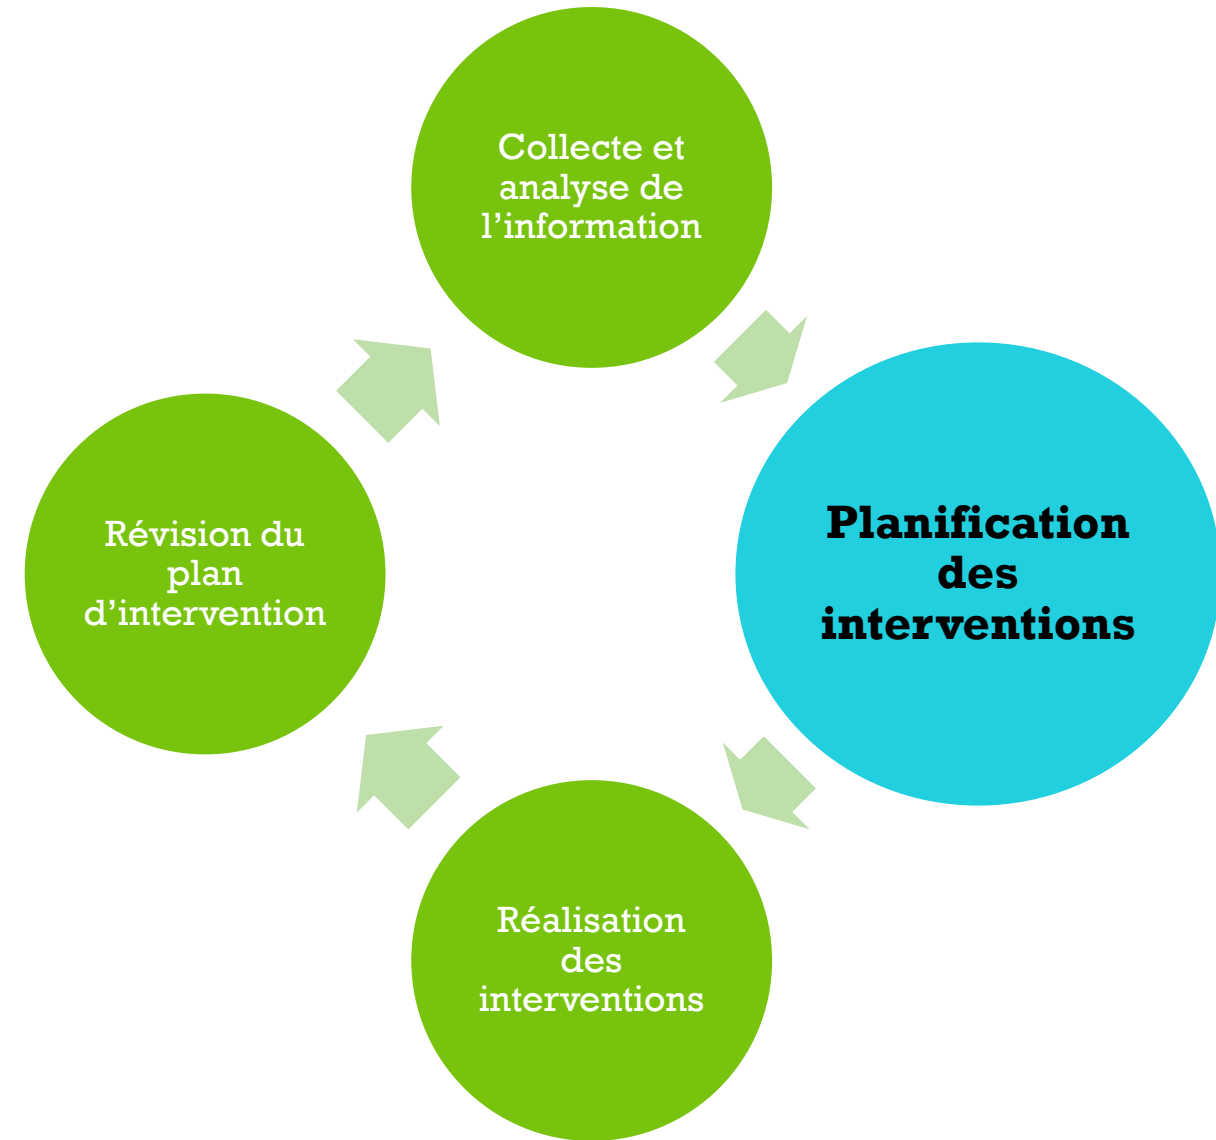 Collecte et
analyse de
l’information
Planification
des
interventions
Réalisation
des
interventions
Révision du
plan
d’intervention